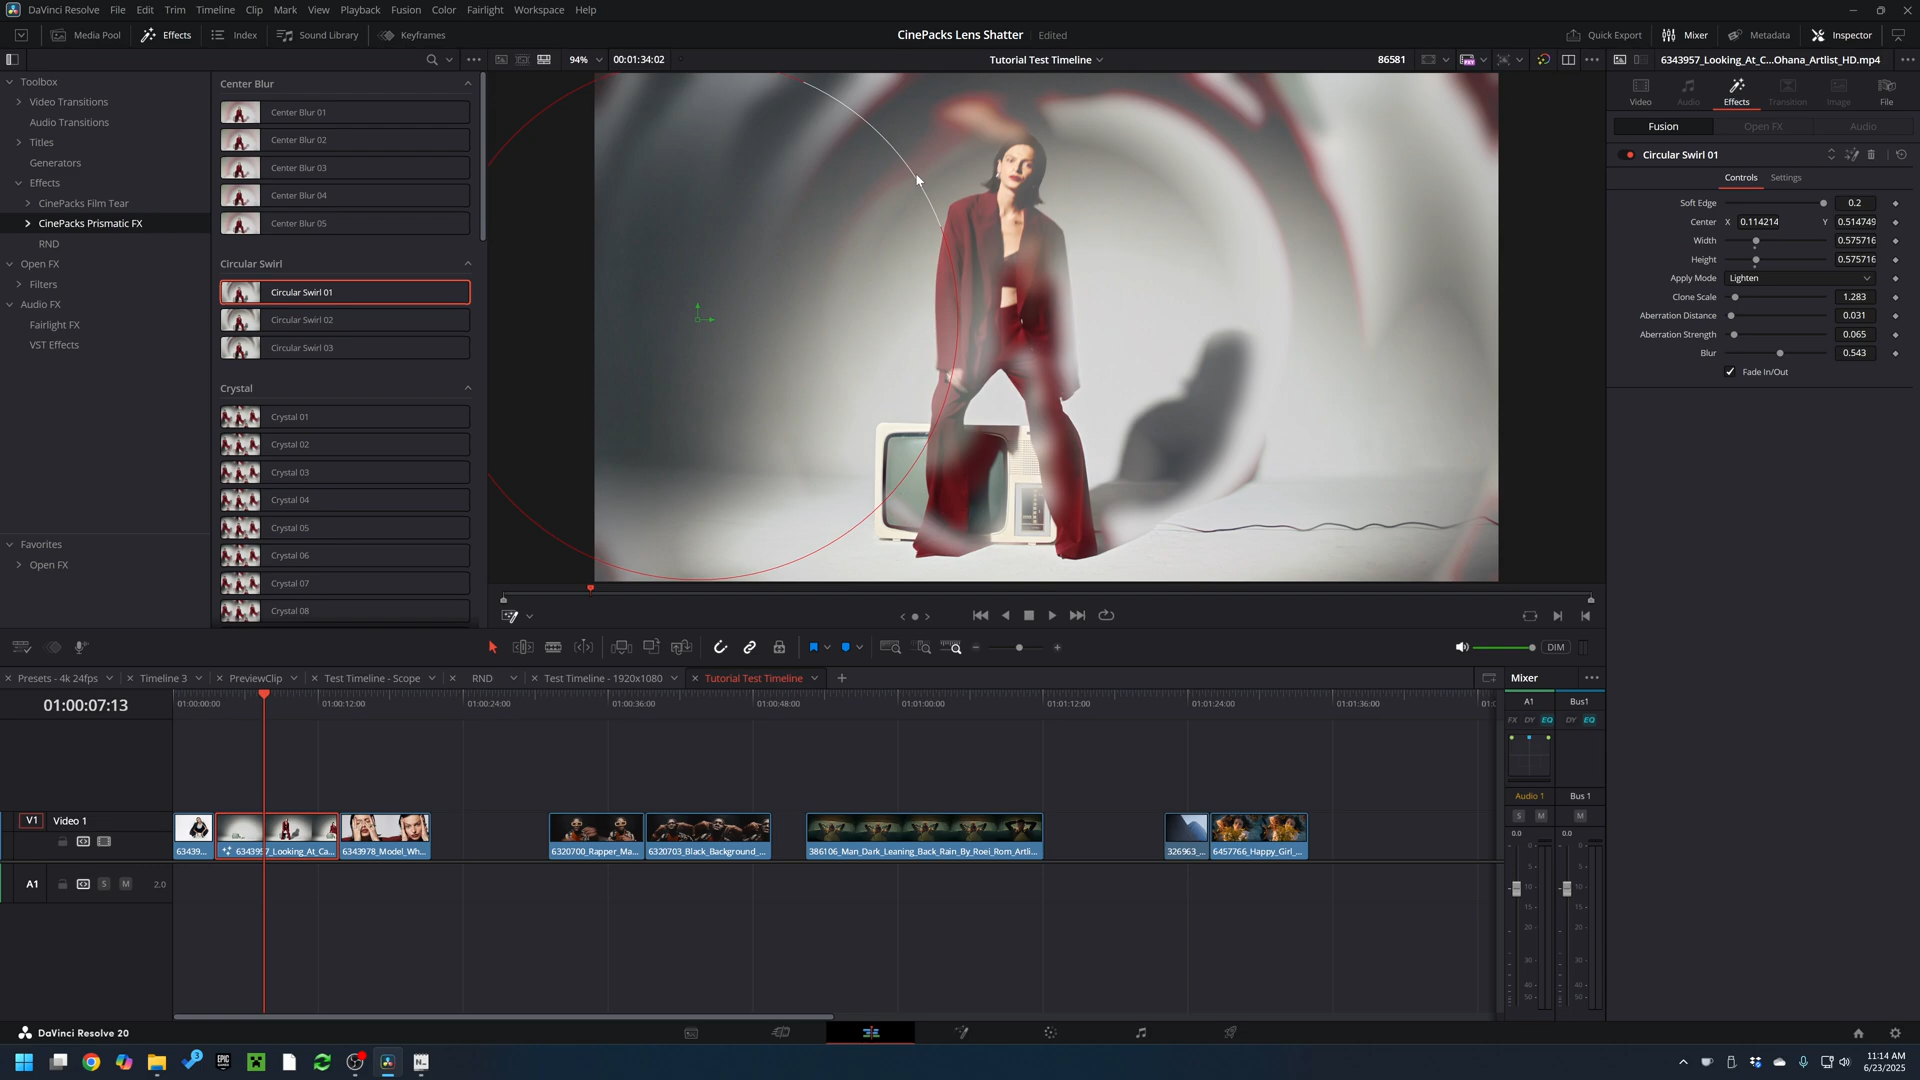 DaVinci Resolve File Edit Trim Timeline Clip Mark View Playback Fusion Color Fairlight Workspace Help
Media Pool Effects Index Sound Library Keyframes CinePacks Lens Shatter Edited Quick Export Mixer Metadata Inspector
94% 00:01:34:02 Tutorial Test Timeline 86581 6343957_Looking_At_C...Ohana_Artlist_HD.mp4
Toolbox
Video Transitions
Audio Transitions
Titles
Generators
Effects
CinePacks Film Tear
CinePacks Prismatic FX
RND
Open FX
Filters
Audio FX
Fairlight FX
VST Effects
Favorites
Open FX
Center Blur
Center Blur 01
Center Blur 02
Center Blur 03
Center Blur 04
Center Blur 05
Circular Swirl
Circular Swirl 01
Circular Swirl 02
Circular Swirl 03
Crystal
Crystal 01
Crystal 02
Crystal 03
Crystal 04
Crystal 05
Crystal 06
Crystal 07
Crystal 08
Video Audio Effects Transition Image File
Fusion Open FX Audio
Circular Swirl 01
Controls Settings
Soft Edge 0.2
Center X 0.114214 Y 0.514749
Width 0.575716
Height 0.575716
Apply Mode Lighten
Clone Scale 1.283
Aberration Distance 0.031
Aberration Strength 0.065
Blur 0.543
Fade In/Out
DIM
Presets - 4k 24fps Timeline 3 PreviewClip Test Timeline - Scope RND Test Timeline - 1920x1080 Tutorial Test Timeline Mixer
01:00:07:13 01:00:00:00 01:00:12:00 01:00:24:00 01:00:36:00 01:00:48:00 01:01:00:00 01:01:12:00 01:01:24:00 01:01:36:00
V1 Video 1
63439... 6343957_Looking_At_Ca... 6343978_Model_Wh... 6320700_Rapper_Ma... 6320703_Black_Background_... 386106_Man_Dark_Leaning_Back_Rain_By_Roei_Rom_Artli... 326963_... 6457766_Happy_Girl_...
A1 S M 2.0
A1 Bus1
FX DY EQ DY EQ
Audio 1 Bus 1
S M M
0.0 0.0
DaVinci Resolve 20
11:14 AM
6/23/2025